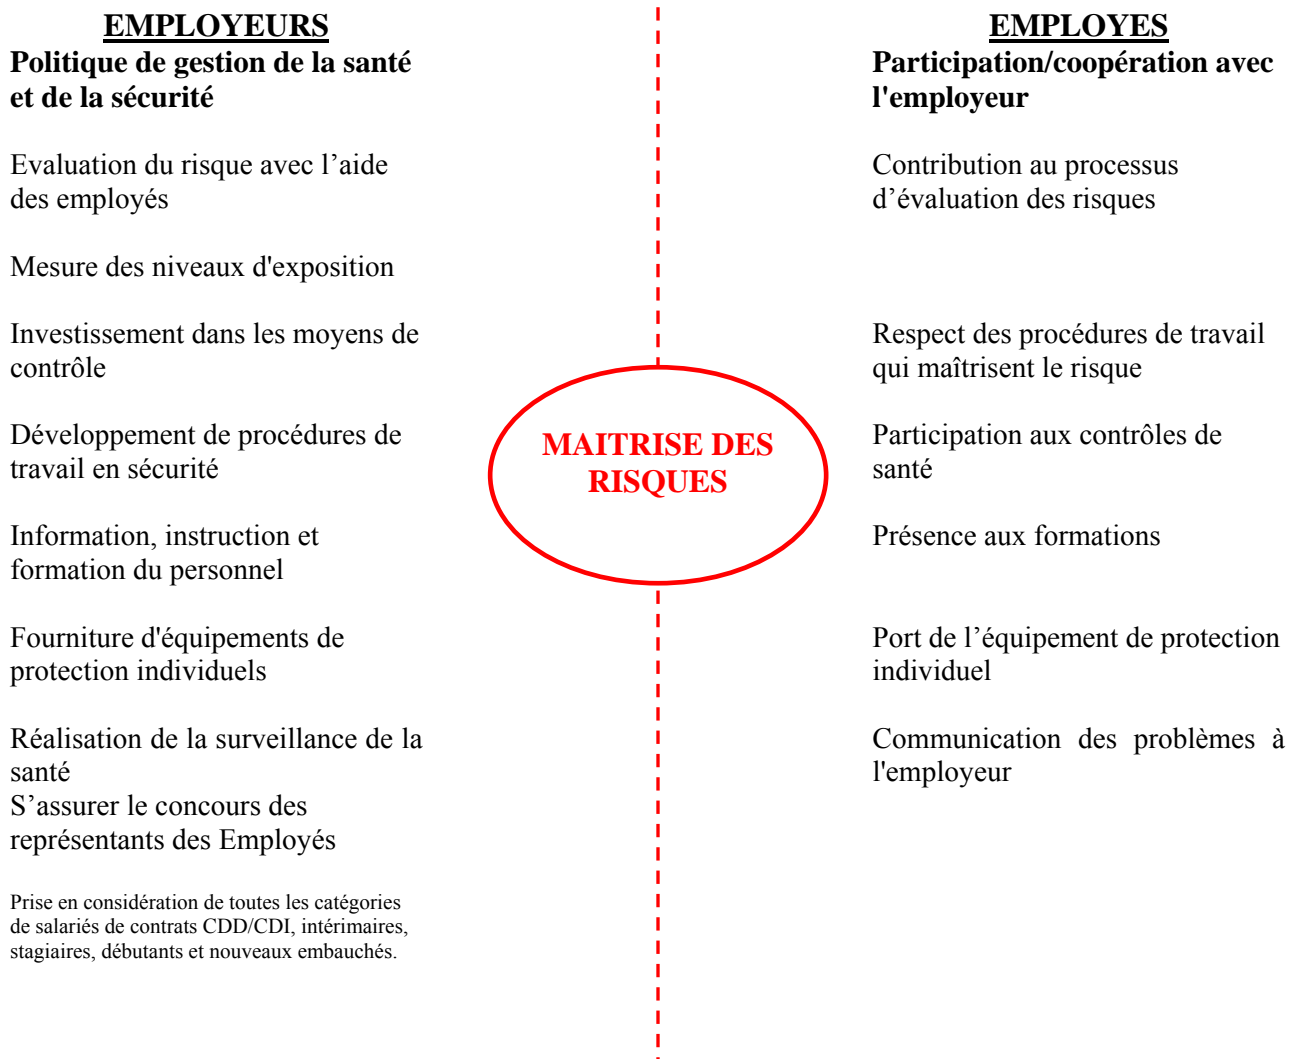 EMPLOYEURS
Politique de gestion de la santé
et de la sécurité
Evaluation du risque avec l’aide
des employés
Mesure des niveaux d'exposition
Investissement dans les moyens de
contrôle
Développement de procédures de
travail en sécurité
Information, instruction et
formation du personnel
Fourniture d'équipements de
protection individuels
Réalisation de la surveillance de la
santé
S’assurer le concours des
représentants des Employés
Prise en considération de toutes les catégories
de salariés de contrats CDD/CDI, intérimaires,
stagiaires, débutants et nouveaux embauchés.
MAITRISE DES
RISQUES
EMPLOYES
Participation/coopération avec
l'employeur
Contribution au processus
d’évaluation des risques
Respect des procédures de travail
qui maîtrisent le risque
Participation aux contrôles de
santé
Présence aux formations
Port de l’équipement de protection
individuel
Communication des problèmes à
l'employeur